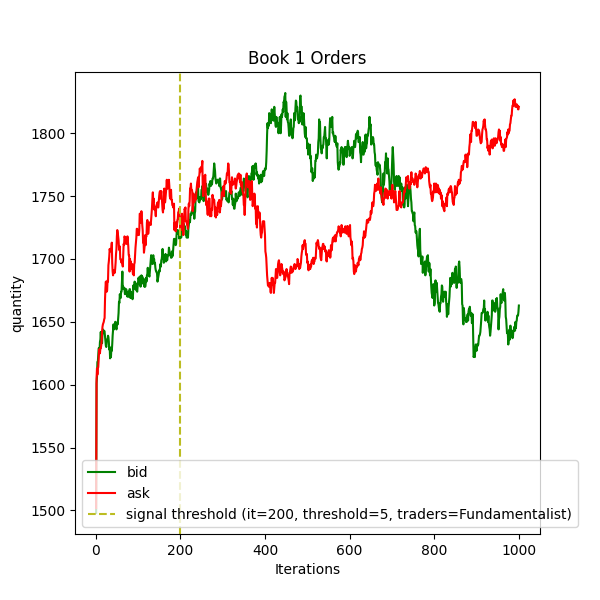 Book 1 Orders
quantity
1800
1750
1700
1650
1600
1550
1500
bid
ask
signal threshold (it=200, threshold=5, traders=Fundamentalist)
0 200 400 600 800 1000
Iterations